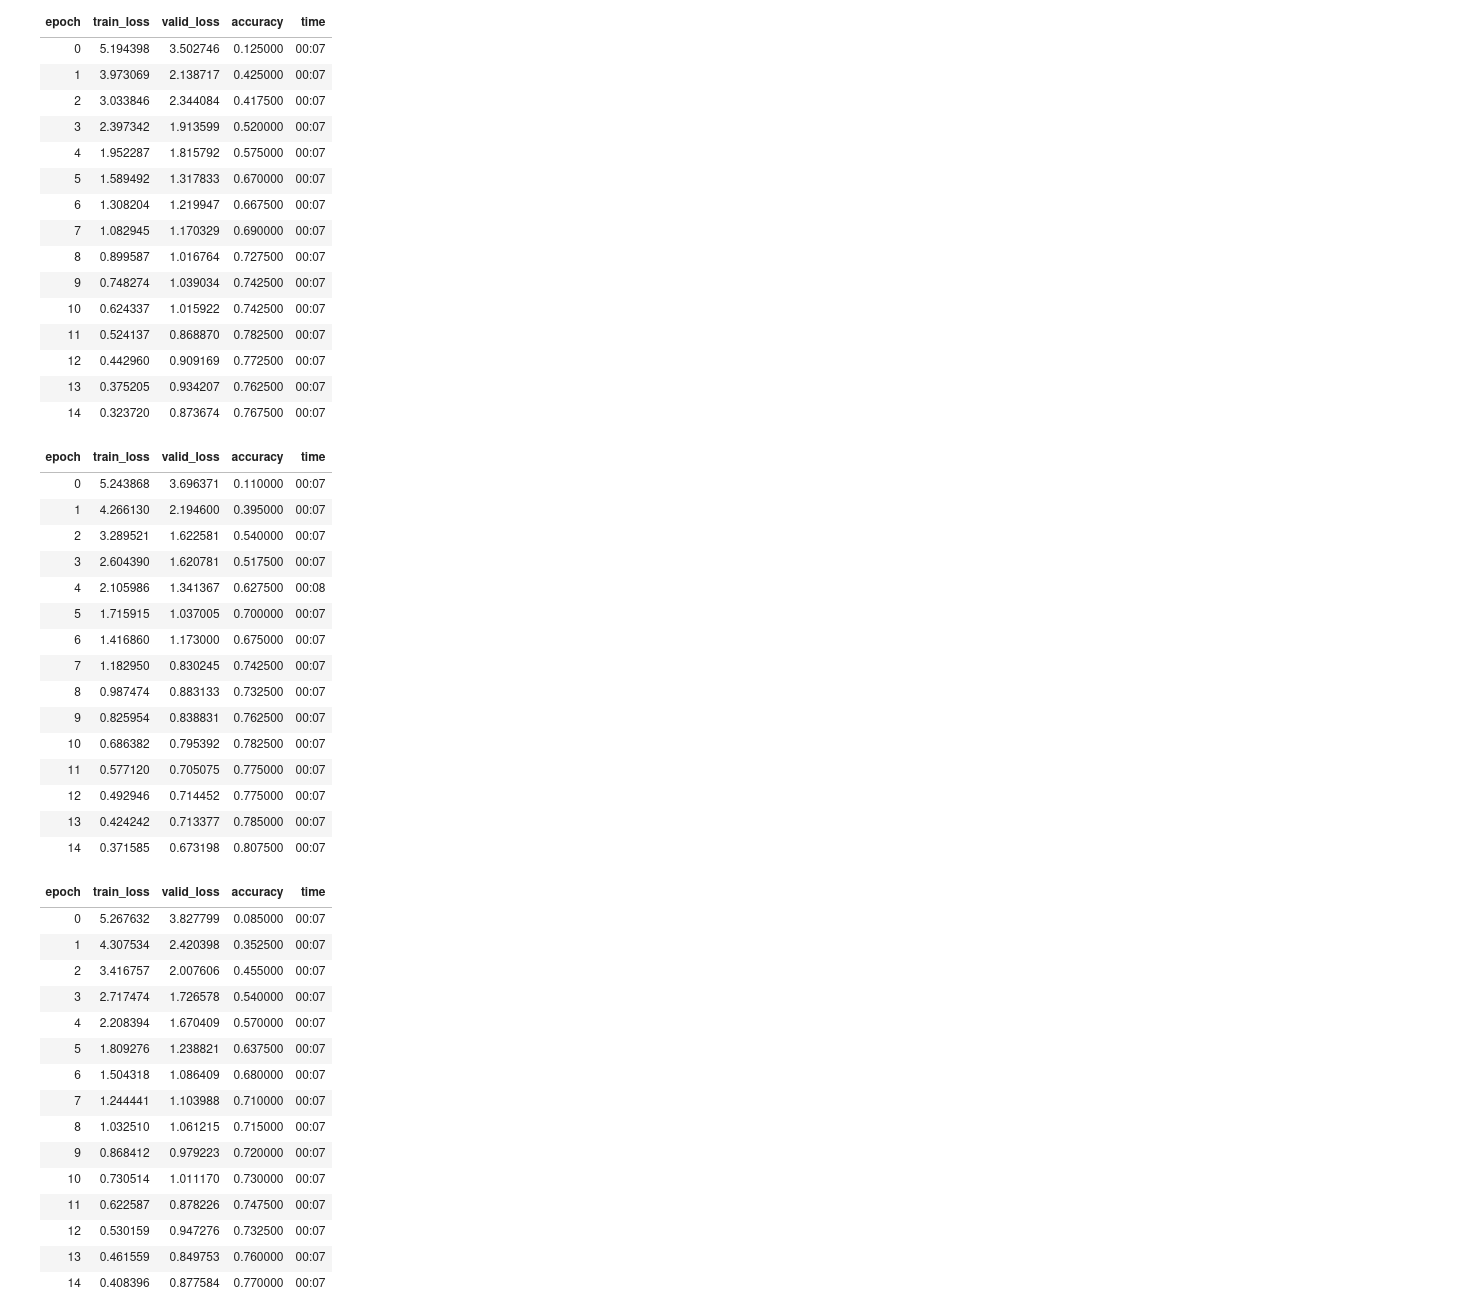 epoch train_loss valid_loss accuracy time
0 5.194398 3.502746 0.125000 00:07
1 3.973069 2.138717 0.425000 00:07
2 3.033846 2.344084 0.417500 00:07
3 2.397342 1.913599 0.520000 00:07
4 1.952287 1.815792 0.575000 00:07
5 1.589492 1.317833 0.670000 00:07
6 1.308204 1.219947 0.667500 00:07
7 1.082945 1.170329 0.690000 00:07
8 0.899587 1.016764 0.727500 00:07
9 0.748274 1.039034 0.742500 00:07
10 0.624337 1.015922 0.742500 00:07
11 0.524137 0.868870 0.782500 00:07
12 0.442960 0.909169 0.772500 00:07
13 0.375205 0.934207 0.762500 00:07
14 0.323720 0.873674 0.767500 00:07
epoch train_loss valid_loss accuracy time
0 5.243868 3.696371 0.110000 00:07
1 4.266130 2.194600 0.395000 00:07
2 3.289521 1.622581 0.540000 00:07
3 2.604390 1.620781 0.517500 00:07
4 2.105986 1.341367 0.627500 00:08
5 1.715915 1.037005 0.700000 00:07
6 1.416860 1.173000 0.675000 00:07
7 1.182950 0.830245 0.742500 00:07
8 0.987474 0.883133 0.732500 00:07
9 0.825954 0.838831 0.762500 00:07
10 0.686382 0.795392 0.782500 00:07
11 0.577120 0.705075 0.775000 00:07
12 0.492946 0.714452 0.775000 00:07
13 0.424242 0.713377 0.785000 00:07
14 0.371585 0.673198 0.807500 00:07
epoch train_loss valid_loss accuracy time
0 5.267632 3.827799 0.085000 00:07
1 4.307534 2.420398 0.352500 00:07
2 3.416757 2.007606 0.455000 00:07
3 2.717474 1.726578 0.540000 00:07
4 2.208394 1.670409 0.570000 00:07
5 1.809276 1.238821 0.637500 00:07
6 1.504318 1.086409 0.680000 00:07
7 1.244441 1.103988 0.710000 00:07
8 1.032510 1.061215 0.715000 00:07
9 0.868412 0.979223 0.720000 00:07
10 0.730514 1.011170 0.730000 00:07
11 0.622587 0.878226 0.747500 00:07
12 0.530159 0.947276 0.732500 00:07
13 0.461559 0.849753 0.760000 00:07
14 0.408396 0.877584 0.770000 00:07